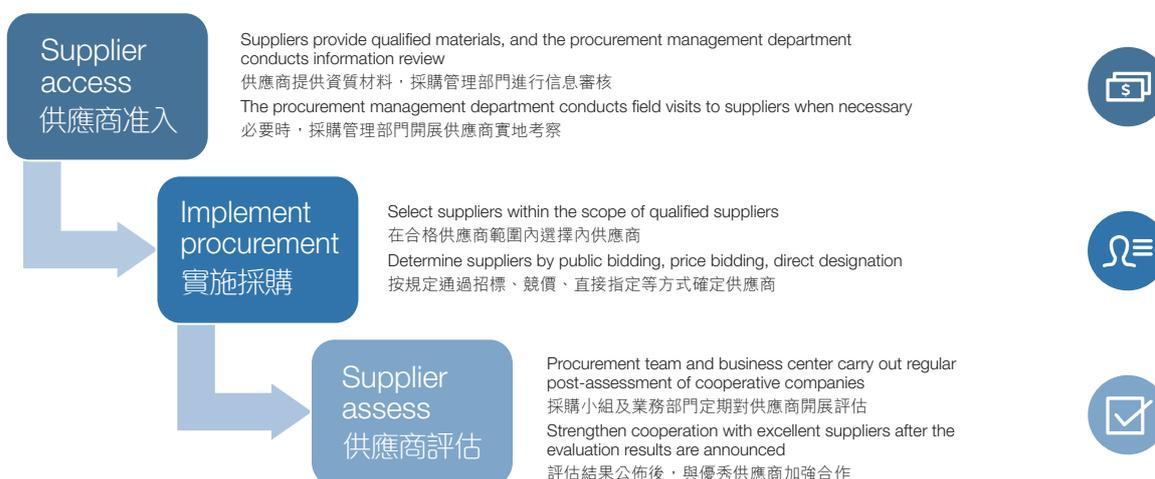 Supplier
access
供應商准入
Suppliers provide qualified materials, and the procurement management department
conducts information review
供應商提供資質材料，採購管理部門進行信息審核
The procurement management department conducts field visits to suppliers when necessary
必要時，採購管理部門開展供應商實地考察
$
Implement
procurement
實施採購
Select suppliers within the scope of qualified suppliers
在合格供應商範圍內選擇內供應商
Determine suppliers by public bidding, price bidding, direct designation
按規定通過招標、競價、直接指定等方式確定供應商
Supplier
assess
供應商評估
Procurement team and business center carry out regular
post-assessment of cooperative companies
採購小組及業務部門定期對供應商開展評估
Strengthen cooperation with excellent suppliers after the
evaluation results are announced
評估結果公佈後，與優秀供應商加強合作